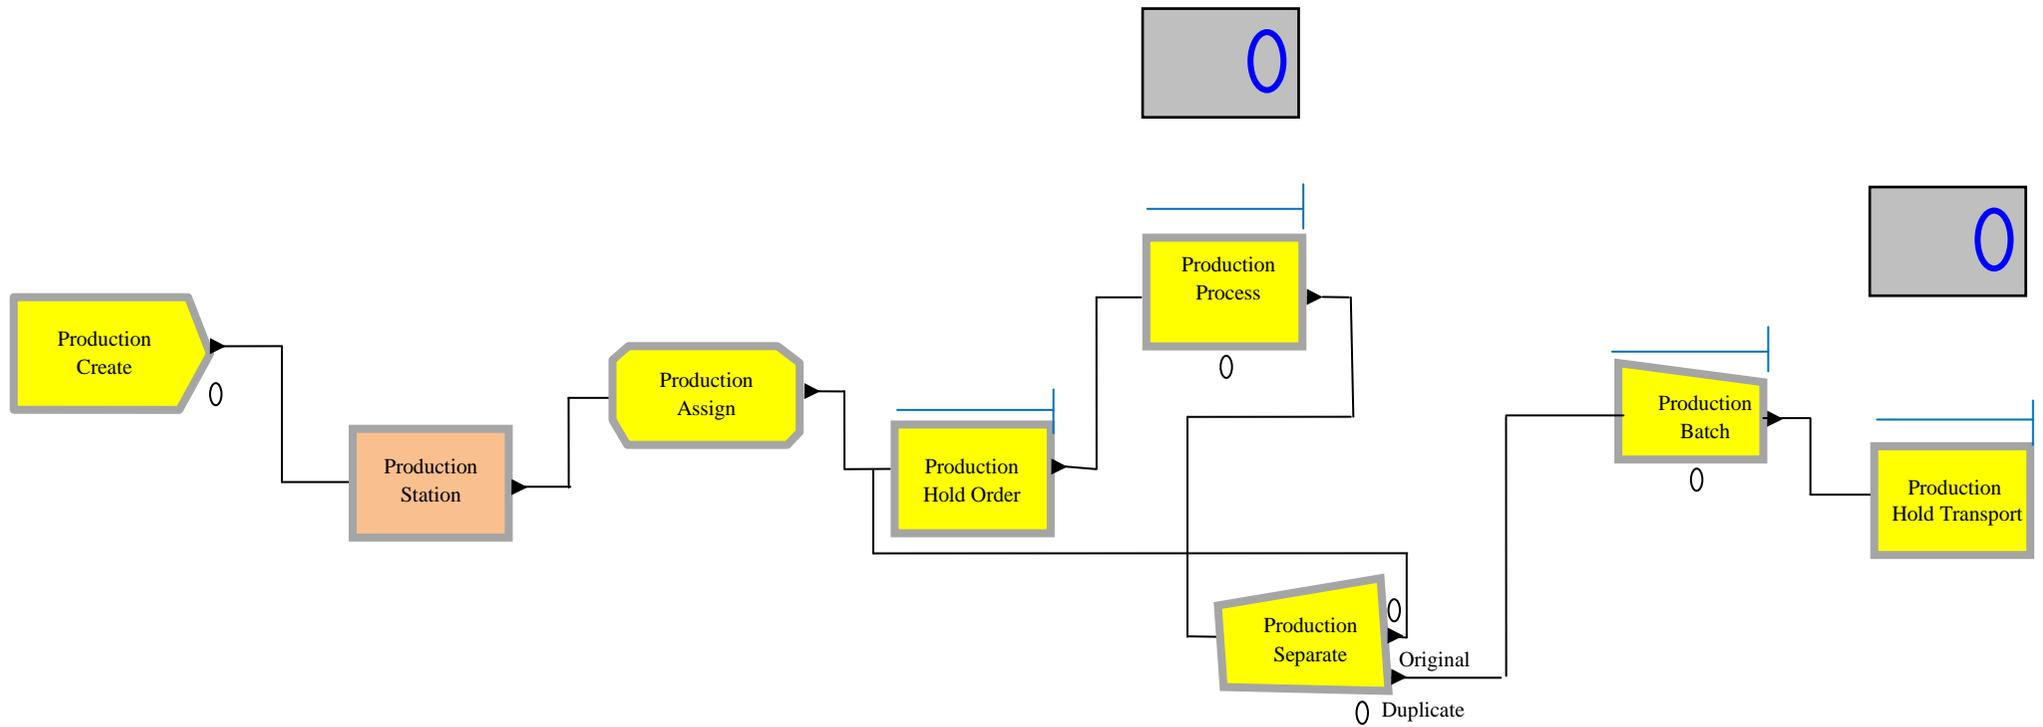 0
Production
Create
0
Production
Station
Production
Assign
Production
Hold Order
Production
Process
0
Production
Separate
0
Original
0
Duplicate
Production
Batch
0
0
Production
Hold Transport